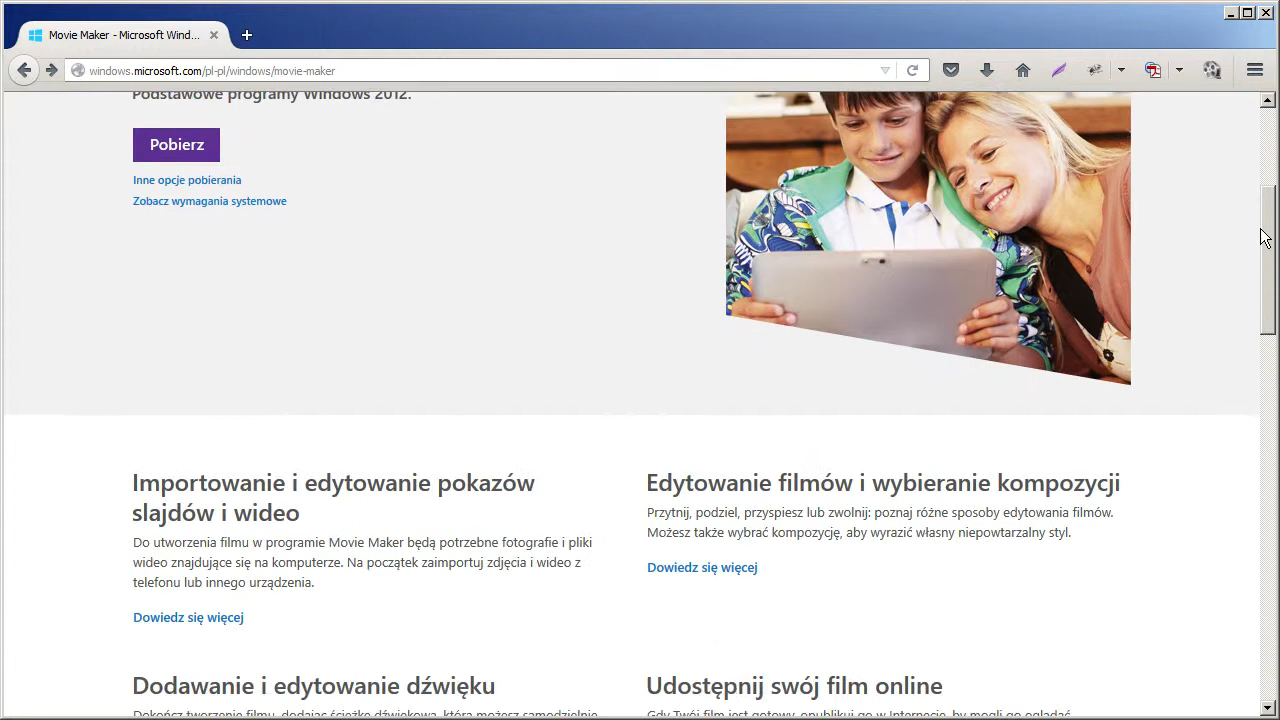 Movie Maker - Microsoft Wind...
windows.microsoft.com/pl-pl/windows/movie-maker
Podstawowe programy Windows 2012.
Pobierz
Inne opcje pobierania
Zobacz wymagania systemowe
Importowanie i edytowanie pokazów
slajdów i wideo
Do utworzenia filmu w programie Movie Maker będą potrzebne fotografie i pliki
wideo znajdujące się na komputerze. Na początek zaimportuj zdjęcia i wideo z
telefonu lub innego urządzenia.
Dowiedz się więcej
Edytowanie filmów i wybieranie kompozycji
Przytnij, podziel, przyspiesz lub zwolnij: poznaj różne sposoby edytowania filmów.
Możesz także wybrać kompozycję, aby wyrazić własny niepowtarzalny styl.
Dowiedz się więcej
Dodawanie i edytowanie dźwięku
Dokończ tworzenie filmu, dodając ścieżkę dźwiękową, którą możesz samodzielnie
Udostępnij swój film online
Gdy Twój film jest gotowy, opublikuj go w Internecie, by mogli go oglądać